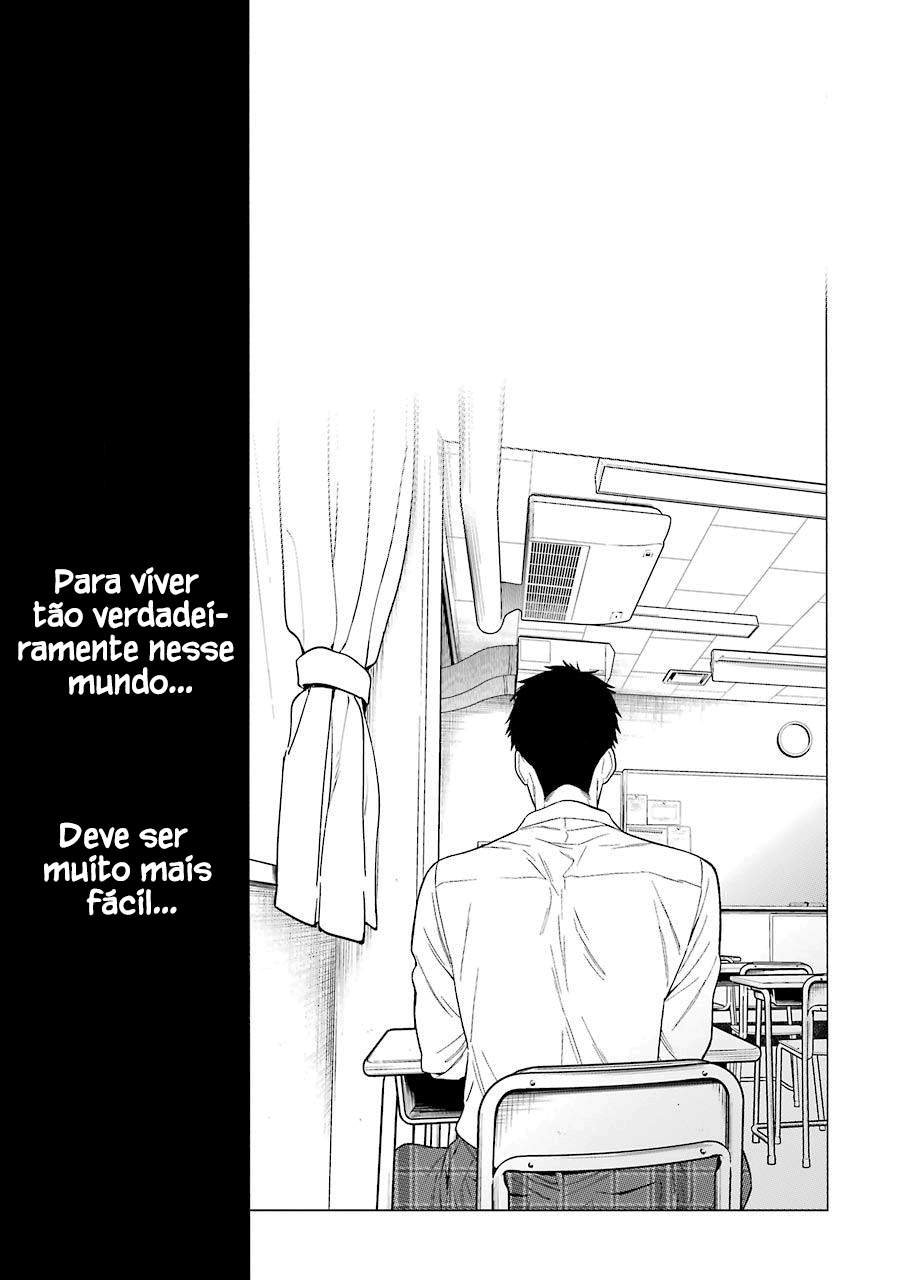 Para viver
tão verdadei-
ramente nesse
mundo...
Deve ser
muito mais
fácil...